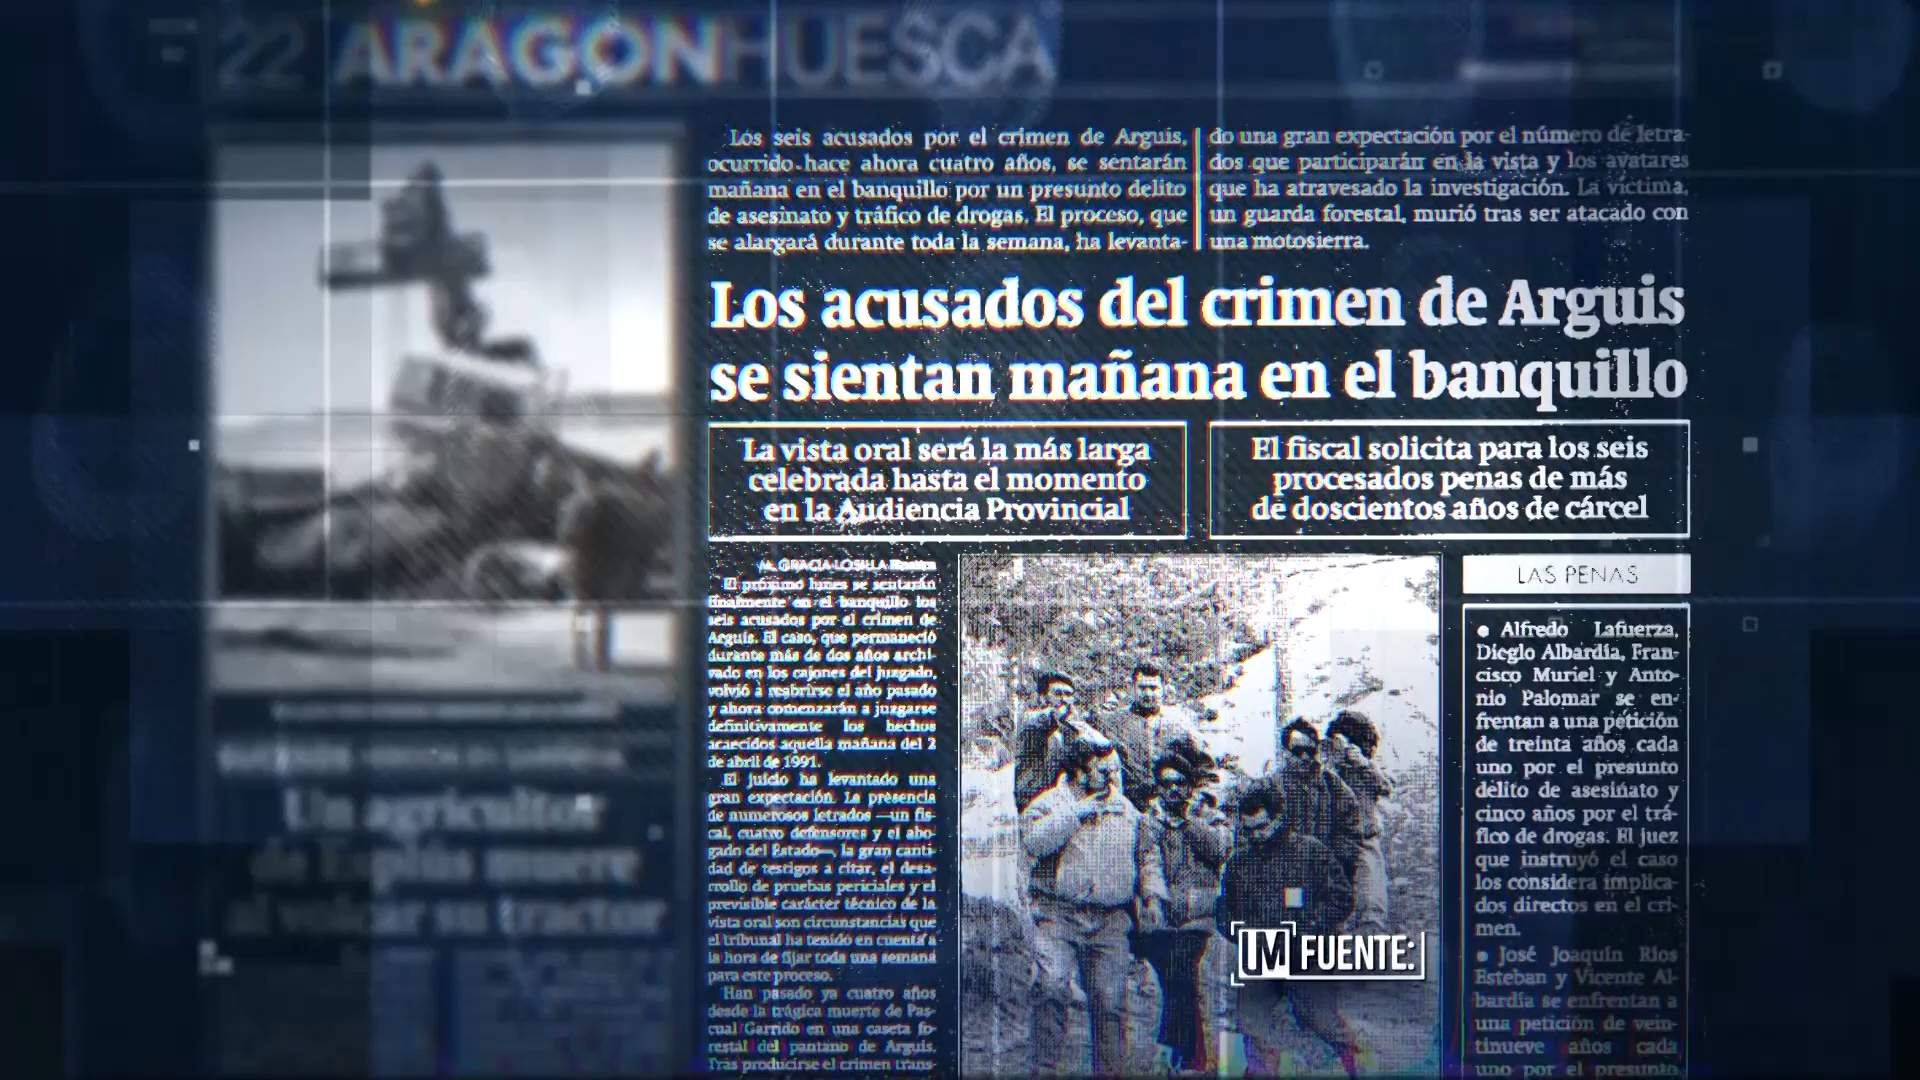 22 ARAGONHUESCA
Los seis acusados por el crimen de Arguis,
ocurrido hace ahora cuatro años, se sentarán
mañana en el banquillo por un presunto delito
de asesinato y tráfico de drogas. El proceso, que
se alargará durante toda la semana, ha levanta-
do una gran expectación por el número de letra-
dos que participarán en la vista y los avatares
que ha atravesado la investigación. La víctima,
un guarda forestal, murió tras ser atacado con
una motosierra.
Los acusados del crimen de Arguis
se sientan mañana en el banquillo
La vista oral será la más larga
celebrada hasta el momento
en la Audiencia Provincial
El fiscal solicita para los seis
procesados penas de más
de doscientos años de cárcel
M. GRACIA LOSILLA Huesca
El próximo lunes se sentarán
finalmente en el banquillo los
seis acusados por el crimen de
Arguis. El caso, que permaneció
durante más de dos años archi-
vado en los cajones del juzgado,
volvió a reabrirse el año pasado
y ahora comenzarán a juzgarse
definitivamente los hechos
acaecidos aquella mañana del 2
de abril de 1991.
El juicio ha levantado una
gran expectación. La presencia
de numerosos letrados —un fis-
cal, cuatro defensores y el abo-
gado del Estado—, la gran canti-
dad de testigos a citar, el desa-
rrollo de pruebas periciales y el
previsible carácter técnico de la
vista oral son circunstancias que
el tribunal ha tenido en cuenta a
la hora de fijar toda una semana
para este proceso.
Han pasado ya cuatro años
desde la trágica muerte de Pas-
cual Garrido en una caseta fo-
restal del pantano de Arguis.
Tras producirse el crimen trans-
LAS PENAS
● Alfredo Lafuerza,
Dieglo Albardía, Fran-
cisco Muriel y Anto-
nio Palomar se en-
frentan a una petición
de treinta años cada
uno por el presunto
delito de asesinato y
cinco años por el trá-
fico de drogas. El juez
que instruyó el caso
los considera implica-
dos directos en el cri-
men.
● José Joaquín Ríos
Esteban y Vicente Al-
bardía se enfrentan a
una petición de vein-
tinueve años cada
uno por el presunto
Un agricultor
de Esplús muere
al volcar su tractor
LM FUENTE: